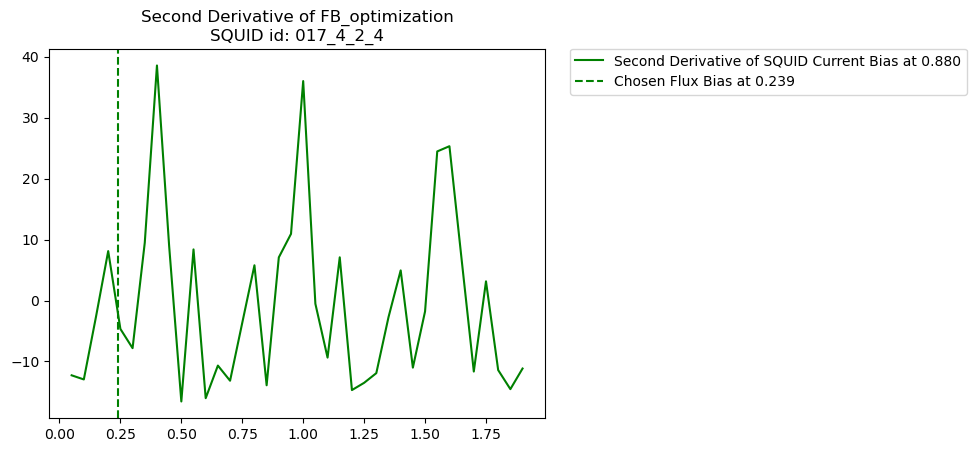 Second Derivative of FB_optimization
SQUID id: 017_4_2_4
Second Derivative of SQUID Current Bias at 0.880
Chosen Flux Bias at 0.239
40
30
20
10
0
−10
0.00 0.25 0.50 0.75 1.00 1.25 1.50 1.75